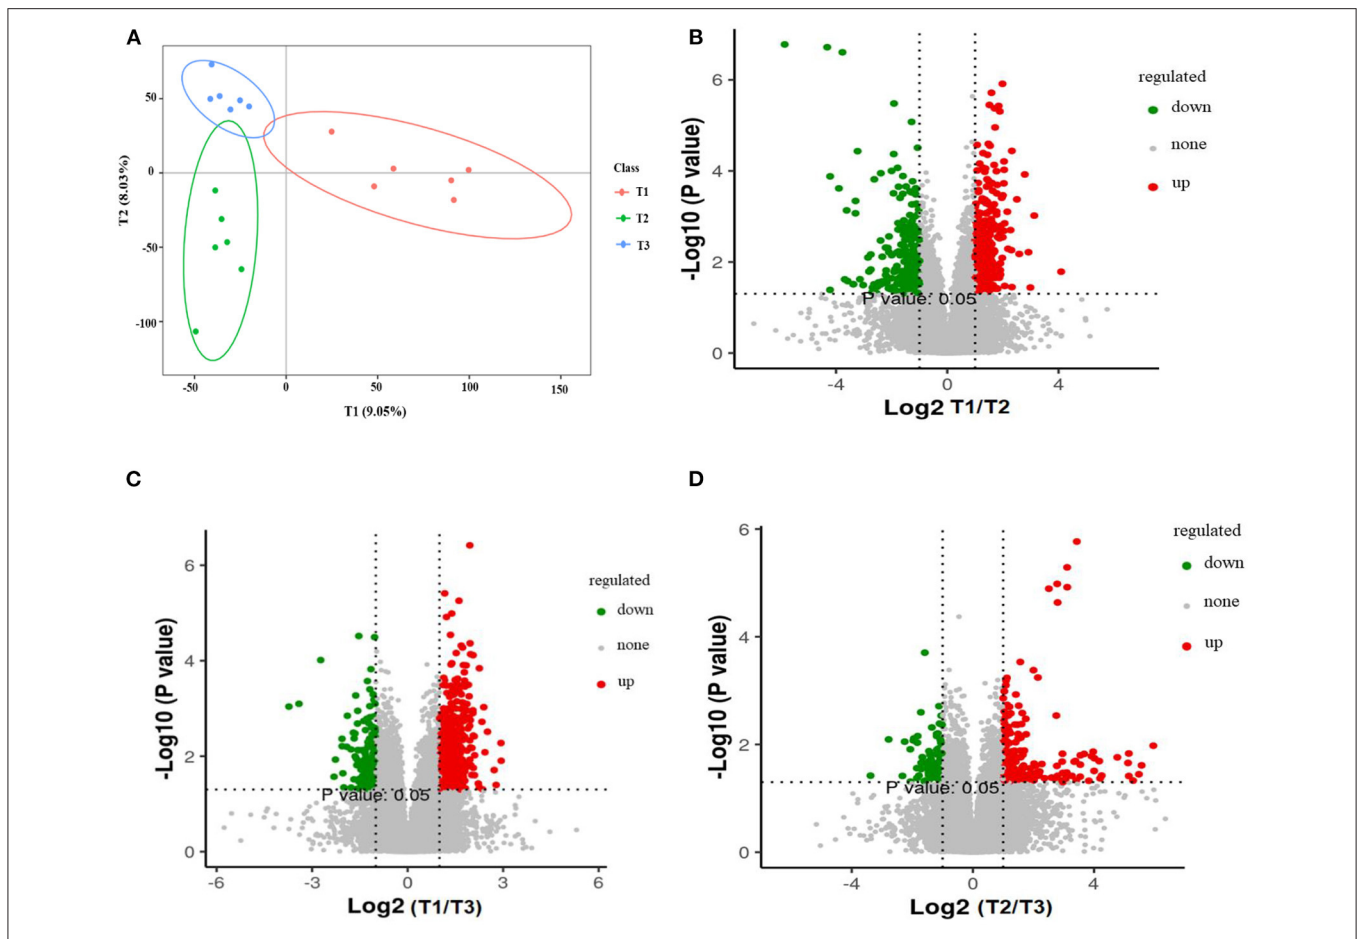 A
50
0
-50
-100
-50
0
50
100
150
T2 (8.03%)
T1 (9.05%)
Class
T1
T2
T3
B
6
4
2
0
-4
0
4
-Log10 (P value)
P value: 0.05
Log2 T1/T2
regulated
down
none
up
C
6
4
2
0
-6
-3
0
3
6
-Log10 (P value)
P value: 0.05
Log2 (T1/T3)
regulated
down
none
up
D
6
4
2
0
-4
0
4
-Log10 (P value)
P value: 0.05
Log2 (T2/T3)
regulated
down
none
up